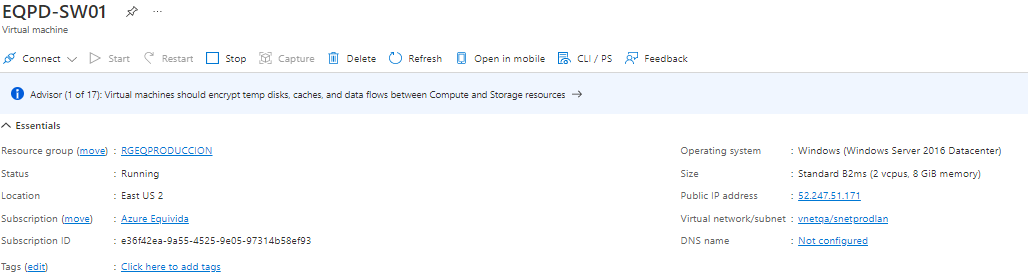 EQPD-SW01
Virtual machine
Connect Start Restart Stop Capture Delete Refresh Open in mobile CLI / PS Feedback
Advisor (1 of 17): Virtual machines should encrypt temp disks, caches, and data flows between Compute and Storage resources →
Essentials
Resource group (move) : RGEQPRODUCCION
Status : Running
Location : East US 2
Subscription (move) : Azure Equivida
Subscription ID : e36f42ea-9a55-4525-9e05-97314b58ef93
Tags (edit) : Click here to add tags
Operating system : Windows (Windows Server 2016 Datacenter)
Size : Standard B2ms (2 vcpus, 8 GiB memory)
Public IP address : 52.247.51.171
Virtual network/subnet : vnetqa/snetprodlan
DNS name : Not configured